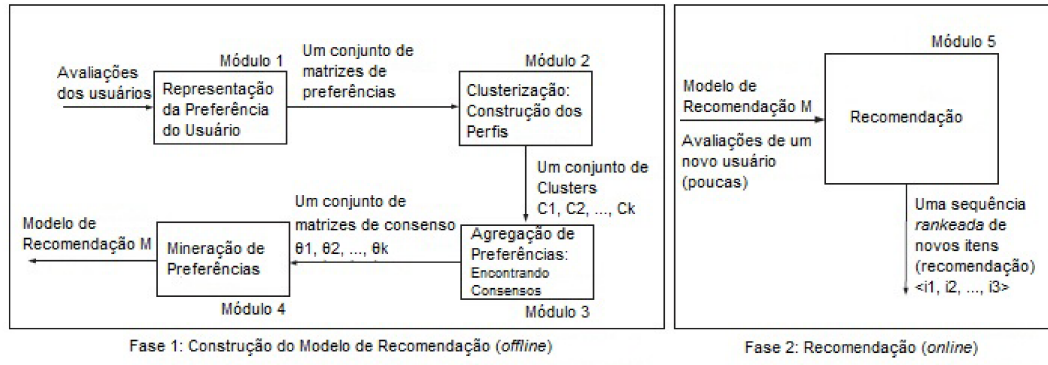 Módulo 1
Avaliações
dos usuários
Representação
da Preferência
do Usuário
Um conjunto de
matrizes de
preferências
Módulo 2
Clusterização:
Construção dos
Perfis
Um conjunto de
Clusters
C1, C2, ..., Ck
Agregação de
Preferências:
Encontrando
Consensos
Módulo 3
Um conjunto de
matrizes de consenso
θ1, θ2, ..., θk
Mineração de
Preferências
Módulo 4
Modelo de
Recomendação M
Fase 1: Construção do Modelo de Recomendação (offline)
Módulo 5
Modelo de
Recomendação M
Avaliações de um
novo usuário
(poucas)
Recomendação
Uma sequência
rankeada de
novos itens
(recomendação)
<i1, i2, ..., i3>
Fase 2: Recomendação (online)